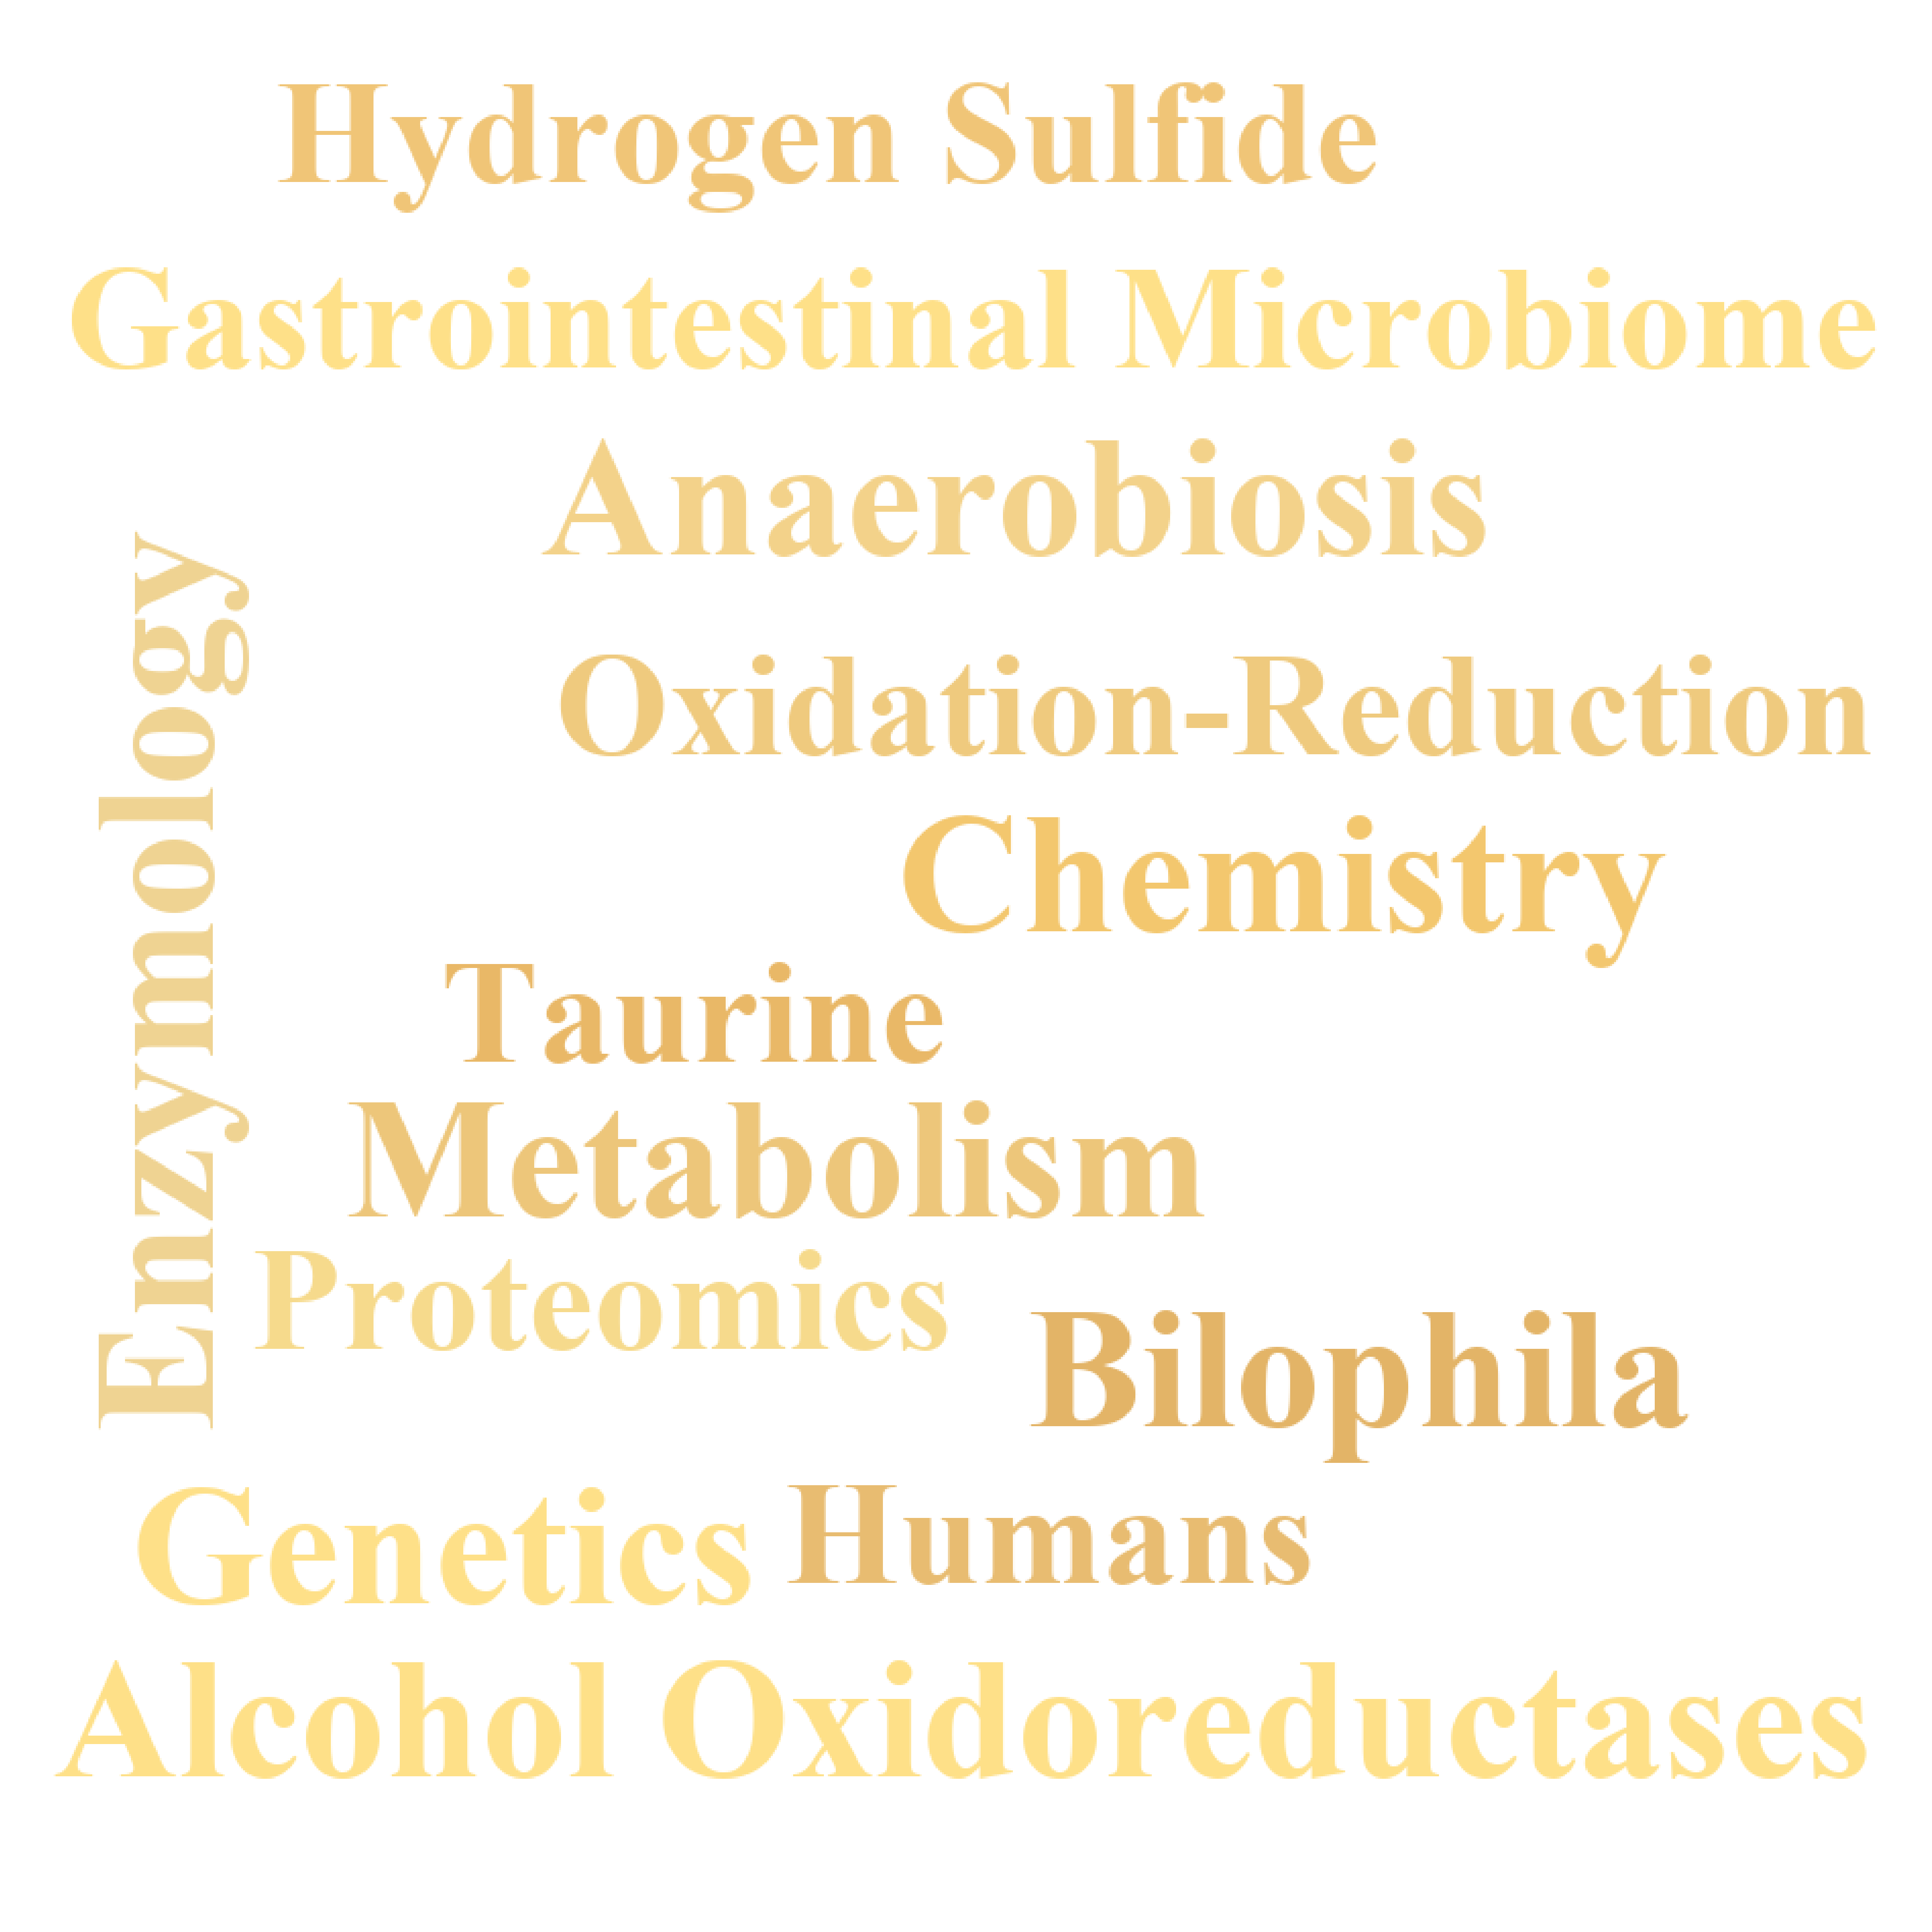 Hydrogen Sulfide
Gastrointestinal Microbiome
Anaerobiosis
Enzymology
Oxidation-Reduction
Chemistry
Taurine
Metabolism
Proteomics
Bilophila
Genetics
Humans
Alcohol Oxidoreductases